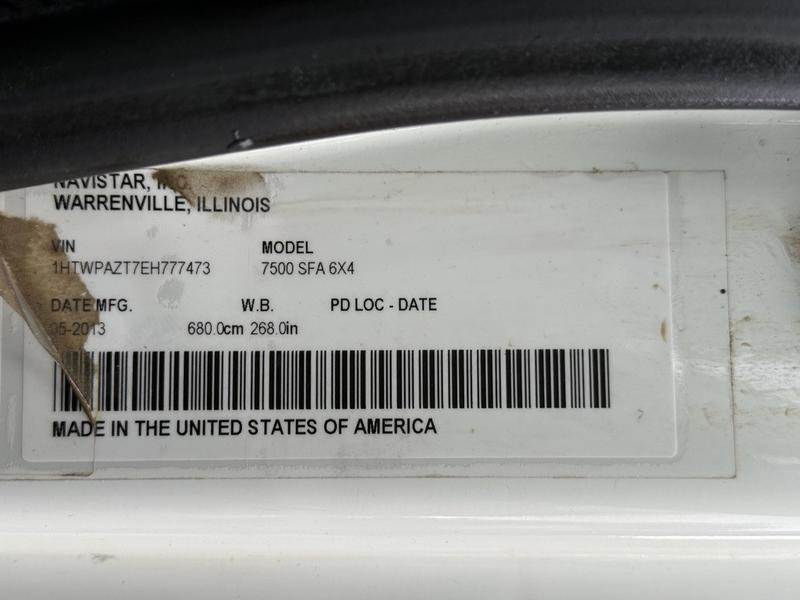 NAVISTAR, INC.
WARRENVILLE, ILLINOIS
VIN MODEL
1HTWPAZT7EH777473 7500 SFA 6X4
DATE MFG. W.B. PD LOC - DATE
05-2013 680.0cm 268.0in
MADE IN THE UNITED STATES OF AMERICA